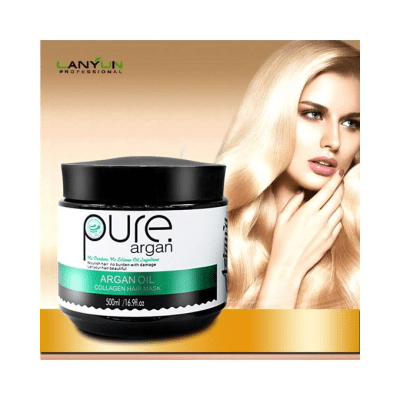 LANYUN
PROFESSIONAL
pure.
argan
No Burdern, No Silicone Oil Ingredient
Nourish hair no burden with damage
Let your hair beautiful
ARGAN OIL
COLLAGEN HAIR MASK
500ml /16.9fl.oz